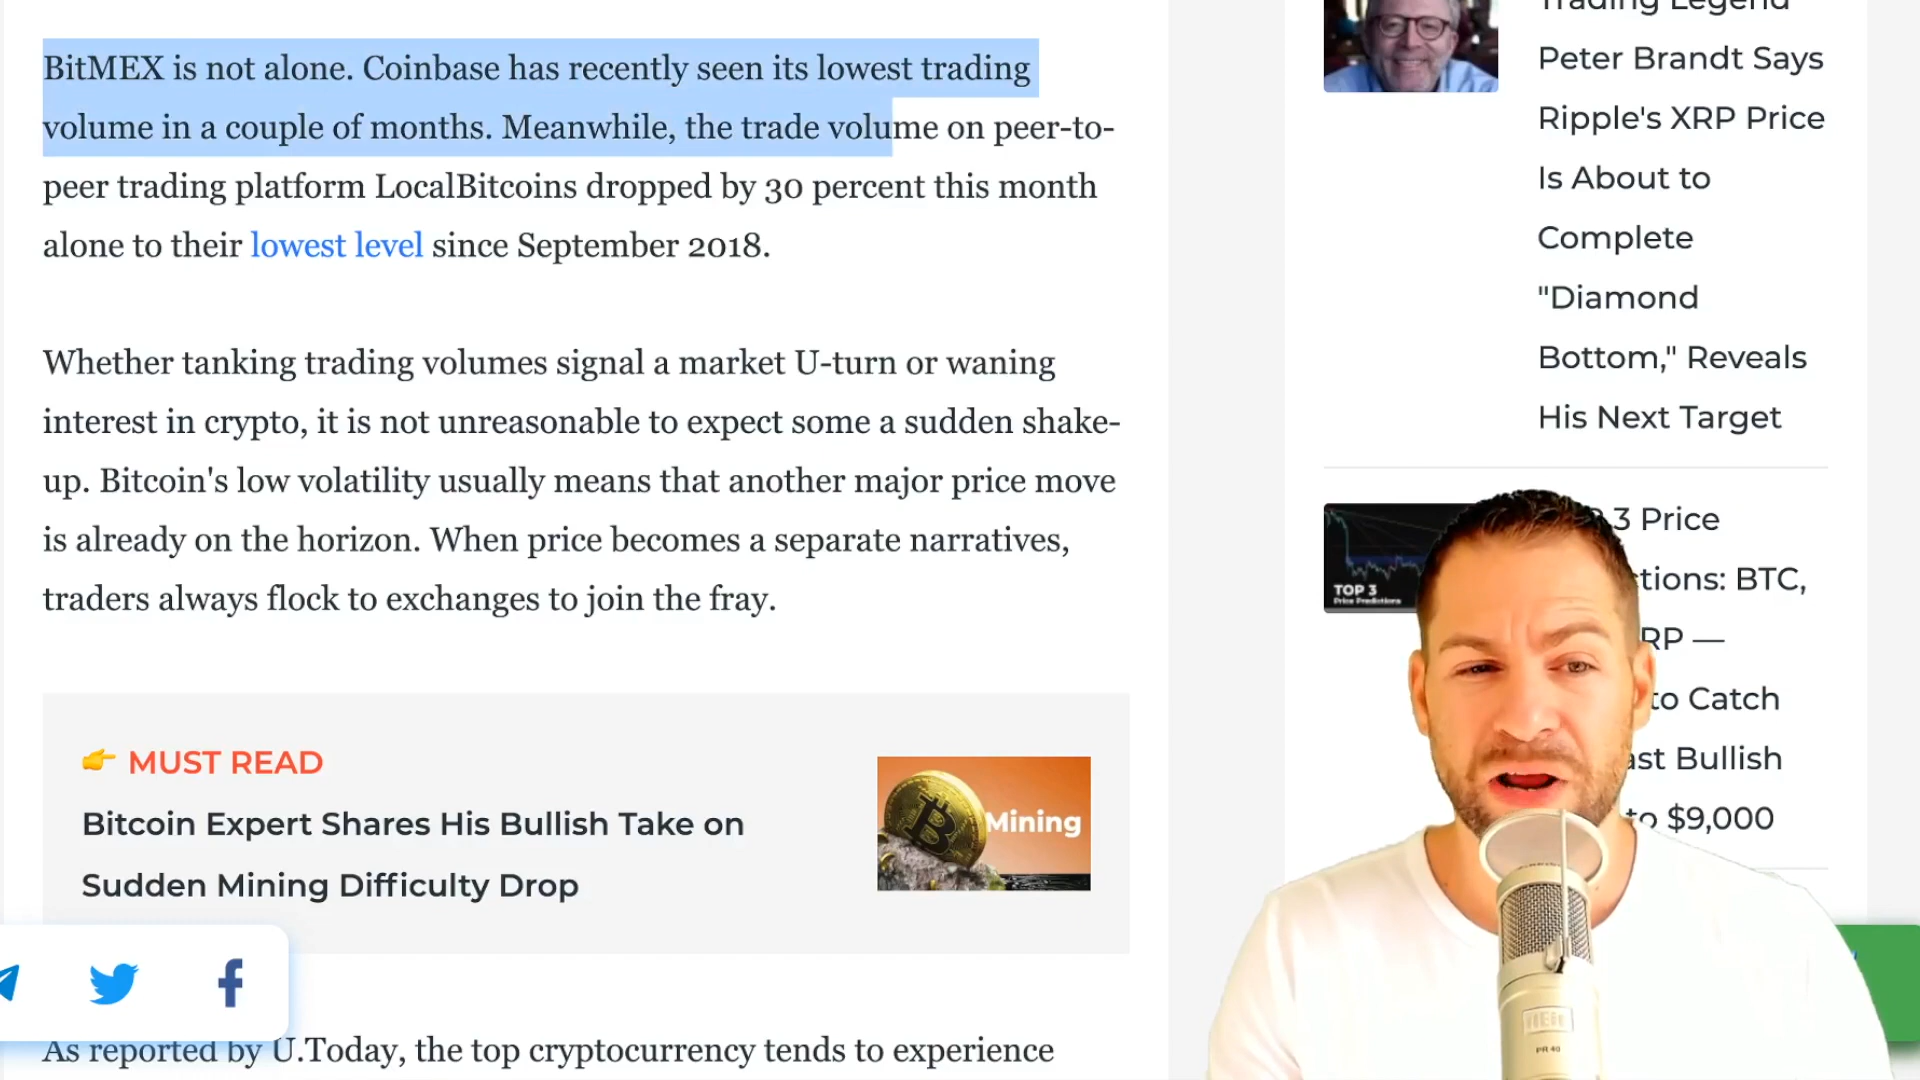 BitMEX is not alone. Coinbase has recently seen its lowest trading
volume in a couple of months. Meanwhile, the trade volume on peer-to-
peer trading platform LocalBitcoins dropped by 30 percent this month
alone to their lowest level since September 2018.
Whether tanking trading volumes signal a market U-turn or waning
interest in crypto, it is not unreasonable to expect some a sudden shake-
up. Bitcoin's low volatility usually means that another major price move
is already on the horizon. When price becomes a separate narratives,
traders always flock to exchanges to join the fray.
👉 MUST READ
Bitcoin Expert Shares His Bullish Take on
Sudden Mining Difficulty Drop
Mining
As reported by U.Today, the top cryptocurrency tends to experience
Trading Legend
Peter Brandt Says
Ripple's XRP Price
Is About to
Complete
"Diamond
Bottom," Reveals
His Next Target
TOP 3
Price Predictions
3 Price
ctions: BTC,
RP —
to Catch
ast Bullish
to $9,000
PR 40